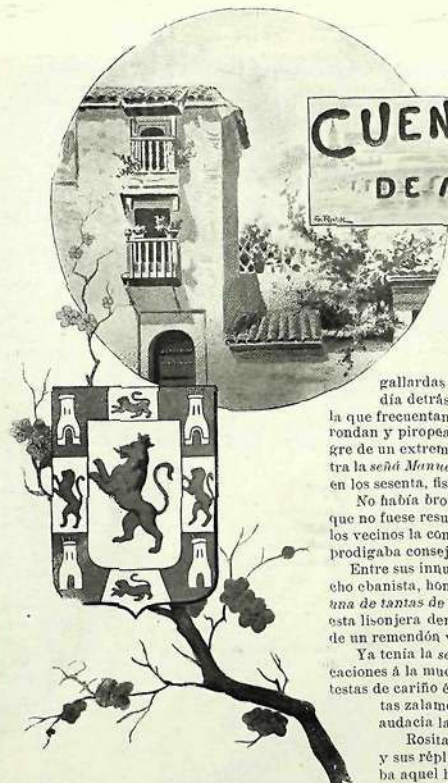 CUEN
DE
gallardas
día detrás
la que frecuentan
rondan y piropea
gre de un extrem
tra la señá Manue
en los sesenta, fis
No había bro
que no fuese resu
los vecinos la con
prodigaba consej
Entre sus innu
cho ebanista, hon
una de tantas de
esta lisonjera der
de un remendón v
Ya tenía la se
caciones á la muc
testas de cariño é
tas zalame
audacia la
Rosita
y sus répli
ba aquel i